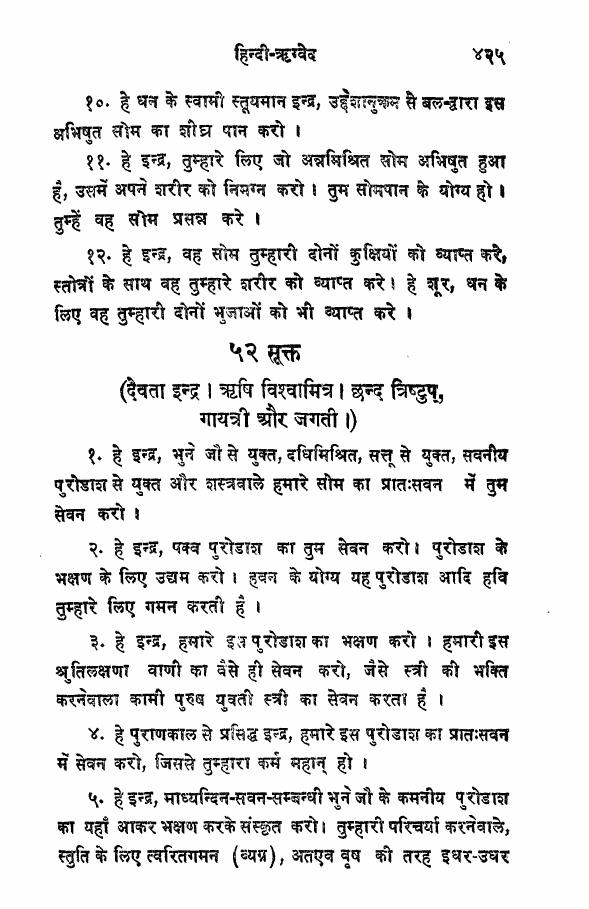 हिन्दी-ऋग्वेद ४२५
१०. हे धन के स्वामी स्तूयमान इन्द्र, उद्देशानुक्रम से बल-द्वारा इस
अभिषुत सोम का शीघ्र पान करो ।
११. हे इन्द्र, तुम्हारे लिए जो अन्नमिश्रित सोम अभिषुत हुआ
है, उसमें अपने शरीर को निमग्न करो । तुम सोमपान के योग्य हो ।
तुम्हें वह सोम प्रसन्न करे ।
१२. हे इन्द्र, वह सोम तुम्हारी दोनों कुक्षियों को व्याप्त करे,
स्तोत्रों के साथ वह तुम्हारे शरीर को व्याप्त करे। हे शूर, धन के
लिए वह तुम्हारी दोनों भुजाओं को भी व्याप्त करे ।
५२ सूक्त
(दैवता इन्द्र । ऋषि विश्वामित्र । छन्द त्रिष्टुप्,
गायत्री और जगती ।)
१. हे इन्द्र, भुने जौ से युक्त, दधिमिश्रित, सत्तू से युक्त, सवनीय
पुरोडाश से युक्त और शस्त्रवाले हमारे सोम का प्रातःसवन में तुम
सेवन करो ।
२. हे इन्द्र, पक्व पुरोडाश का तुम सेवन करो। पुरोडाश के
भक्षण के लिए उद्यम करो । हवन के योग्य यह पुरोडाश आदि हवि
तुम्हारे लिए गमन करती है ।
३. हे इन्द्र, हमारे इस पुरोडाश का भक्षण करो । हमारी इस
श्रुतिलक्षणा वाणी का वैसे ही सेवन करो, जैसे स्त्री की भक्ति
करनेवाला कामी पुरुष युवती स्त्री का सेवन करता है ।
४. हे पुराणकाल से प्रसिद्ध इन्द्र, हमारे इस पुरोडाश का प्रातःसवन
में सेवन करो, जिससे तुम्हारा कर्म महान् हो ।
५. हे इन्द्र, माध्यन्दिन-सवन-सम्बन्धी भुने जौ के कमनीय पुरोडाश
का यहाँ आकर भक्षण करके संस्कृत करो। तुम्हारी परिचर्या करनेवाले,
स्तुति के लिए त्वरितगमन (व्यग्र), अतएव वृष की तरह इधर-उधर